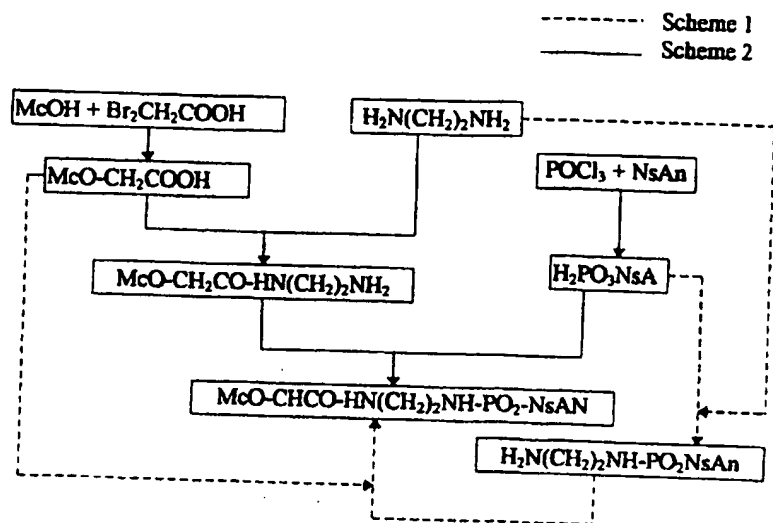 Scheme 1
Scheme 2
McOH + Br₂CH₂COOH
H₂N(CH₂)₂NH₂
McO-CH₂COOH
POCl₃ + NsAn
McO-CH₂CO-HN(CH₂)₂NH₂
H₂PO₃NsA
McO-CHCO-HN(CH₂)₂NH-PO₂-NsAN
H₂N(CH₂)₂NH-PO₂NsAn